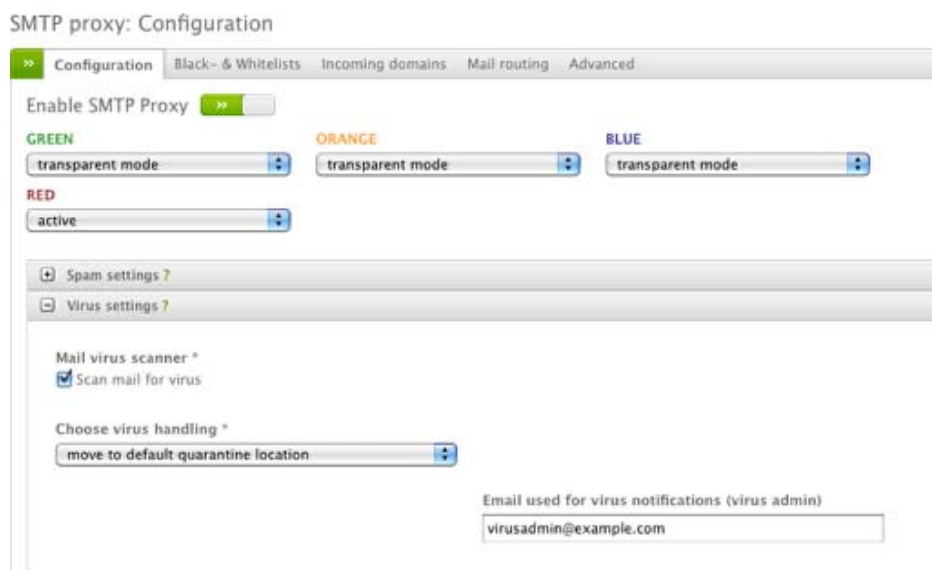 SMTP proxy: Configuration
» Configuration Black- & Whitelists Incoming domains Mail routing Advanced
Enable SMTP Proxy »
GREEN ORANGE BLUE
transparent mode transparent mode transparent mode
RED
active
Spam settings ?
Virus settings ?
Mail virus scanner *
Scan mail for virus
Choose virus handling *
move to default quarantine location
Email used for virus notifications (virus admin)
virusadmin@example.com